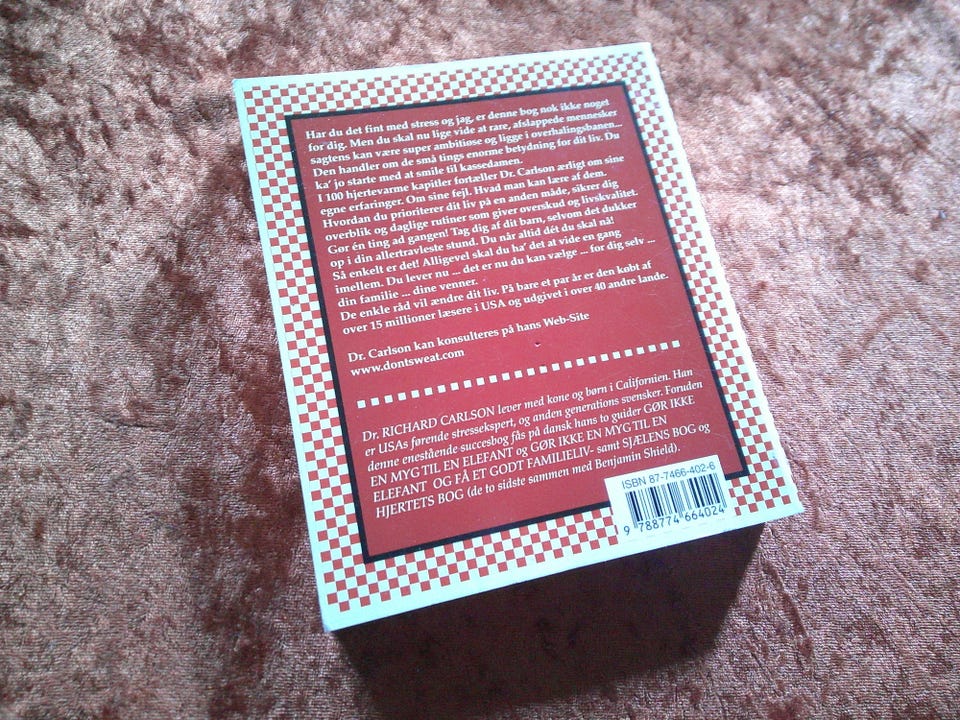 Har du det fint med stress og jag, er denne bog nok ikke noget
for dig. Men du skal nu lige vide at rare, afslappede mennesker
sagtens kan være super ambitiøse og ligge i overhalingsbanen...
Den handler om de små tings enorme betydning for dit liv. Du
ka' jo starte med at smile til kassedamen.
I 100 hjertevarme kapitler fortæller Dr. Carlson ærligt om sine
egne erfaringer. Om sine fejl. Hvad man kan lære af dem.
Hvordan du prioriterer dit liv på en anden måde, sikrer dig
overblik og daglige rutiner som giver overskud og livskvalitet.
Gør én ting ad gangen! Tag dig af dit barn, selvom det dukker
op i din allertravleste stund. Du når altid dét du skal nå!
Så enkelt er det! Alligevel skal du ha' det at vide en gang
imellem. Du lever nu ... det er nu du kan vælge ... for dig selv ...
din familie ... dine venner.
De enkle råd vil ændre dit liv. På bare et par år er den købt af
over 15 millioner læsere i USA og udgivet i over 40 andre lande.
Dr. Carlson kan konsulteres på hans Web-Site
www.dontsweat.com
Dr. RICHARD CARLSON lever med kone og børn i Californien. Han
er USAs førende stressekspert, og anden generations svensker. Foruden
denne enestående succesbog fås på dansk hans to guider GØR IKKE
EN MYG TIL EN ELEFANT og GØR IKKE EN MYG TIL EN
ELEFANT OG FÅ ET GODT FAMILIELIV- samt SJÆLENS BOG og
HJERTETS BOG (de to sidste sammen med Benjamin Shield).
ISBN 87-7466-402-6
9 788774 664024